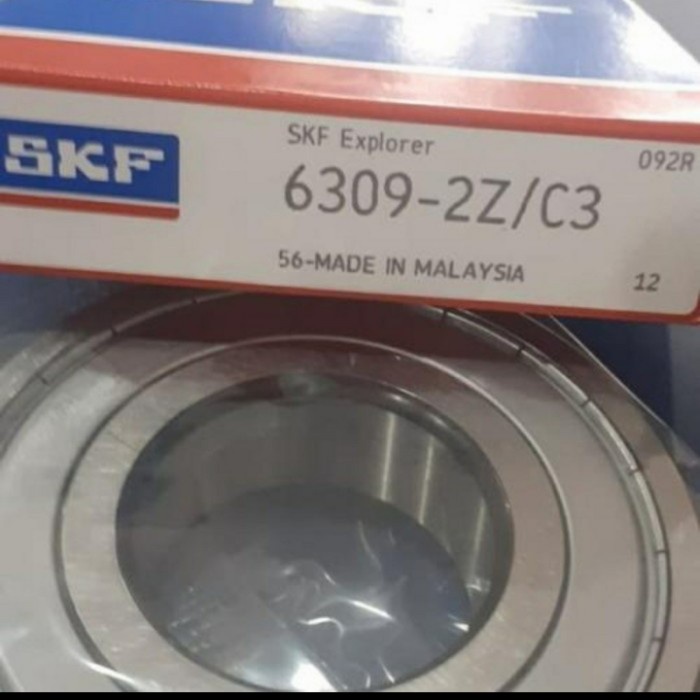 SKF
SKF Explorer
092R
6309-2Z/C3
56-MADE IN MALAYSIA
12